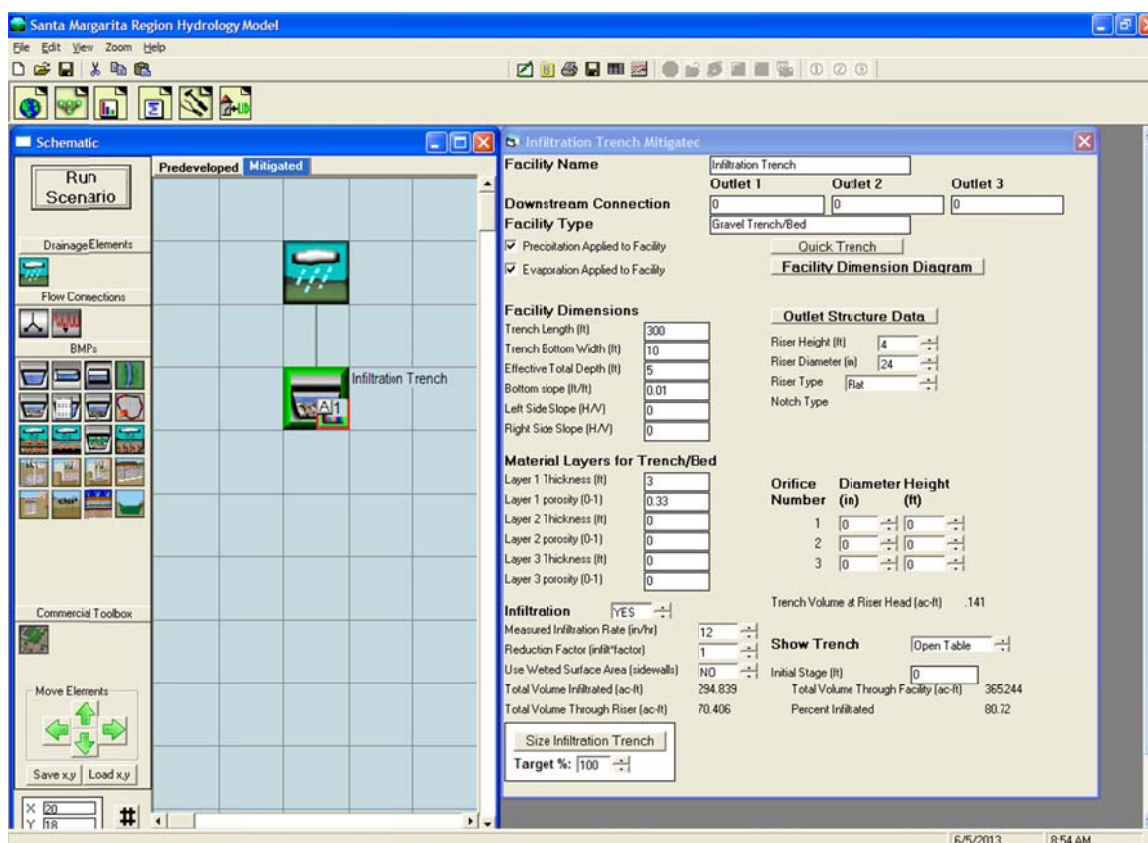 Santa Margarita Region Hydrology Model
File Edit View Zoom Help
Schematic
Run
Scenario
Predeveloped Mitigated
Drainage Elements
Flow Connections
BMPs
Infiltration Trench
A 1
Commercial Toolbox
Move Elements
Save x,y Load x,y
X 20
Y 18
#
Infiltration Trench Mitigated
Facility Name Infiltration Trench
Outlet 1 Outlet 2 Outlet 3
Downstream Connection 0 0 0
Facility Type Gravel Trench/Bed
Precipitation Applied to Facility Quick Trench
Evaporation Applied to Facility Facility Dimension Diagram
Facility Dimensions
Trench Length (ft) 300
Trench Bottom Width (ft) 10
Effective Total Depth (ft) 5
Bottom slope (ft/ft) 0.01
Left Side Slope (H/V) 0
Right Side Slope (H/V) 0
Outlet Structure Data
Riser Height (ft) 4
Riser Diameter (in) 24
Riser Type Flat
Notch Type
Material Layers for Trench/Bed
Layer 1 Thickness (ft) 3
Layer 1 porosity (0-1) 0.33
Layer 2 Thickness (ft) 0
Layer 2 porosity (0-1) 0
Layer 3 Thickness (ft) 0
Layer 3 porosity (0-1) 0
Orifice Diameter Height
Number (in) (ft)
1 0 0
2 0 0
3 0 0
Trench Volume at Riser Head (ac-ft) .141
Infiltration YES
Measured Infiltration Rate (in/hr) 12
Reduction Factor (infilt*factor) 1
Use Wetted Surface Area (sidewalls) NO
Show Trench Open Table
Initial Stage (ft) 0
Total Volume Infiltrated (ac-ft) 294.839 Total Volume Through Facility (ac-ft) 365.244
Total Volume Through Riser (ac-ft) 70.406 Percent Infiltrated 80.72
Size Infiltration Trench
Target %: 100
6/5/2013 8:54 AM